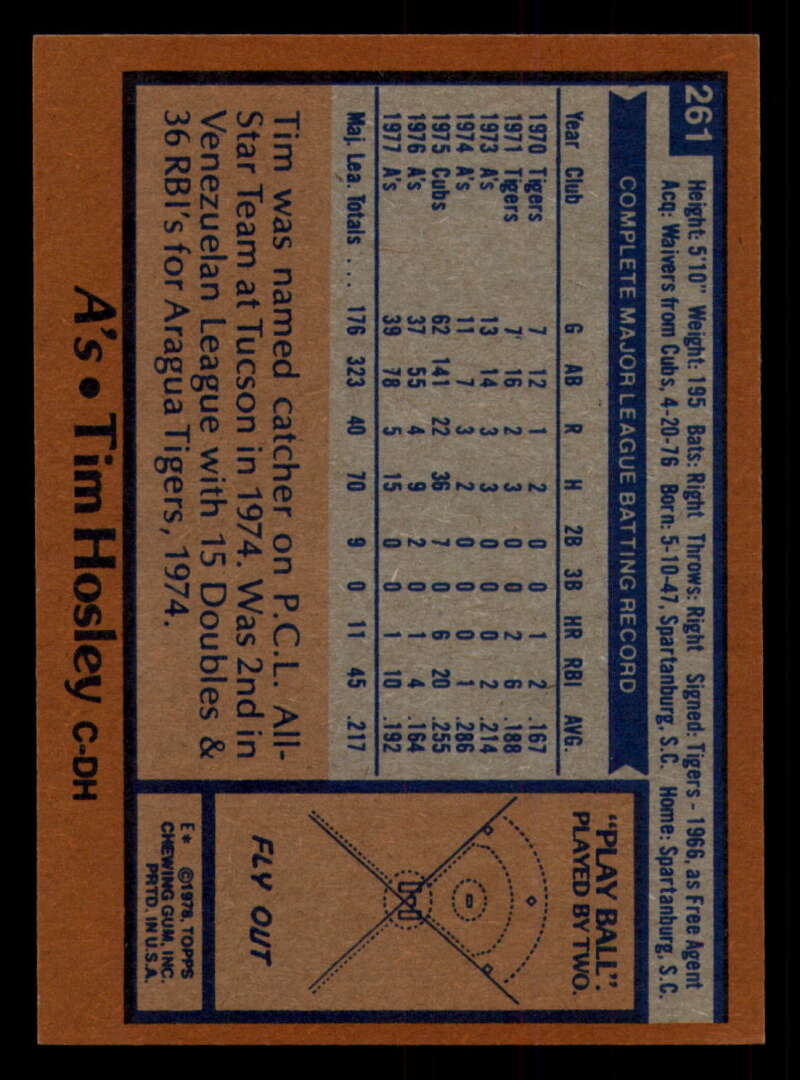 261
Height: 5'10" Weight: 195 Bats: Right Throws: Right Signed: Tigers - 1966, as Free Agent
Acq: Waivers from Cubs, 4-20-76 Born: 5-10-47, Spartanburg, S.C. Home: Spartanburg, S.C.
COMPLETE MAJOR LEAGUE BATTING RECORD
Year Club G AB R H 2B 3B HR RBI AVG.
1970 Tigers 7 12 1 2 0 0 1 2 .167
1971 Tigers 7 16 2 3 0 0 2 6 .188
1973 A's 13 14 3 3 0 0 0 2 .214
1974 A's 11 7 3 2 0 0 0 1 .286
1975 Cubs 62 141 22 36 7 0 6 20 .255
1976 A's 37 55 4 9 2 0 1 4 .164
1977 A's 39 78 5 15 0 0 1 10 .192
Maj. Lea. Totals . . . 176 323 40 70 9 0 11 45 .217
Tim was named catcher on P.C.L. All-
Star Team at Tucson in 1974. Was 2nd in
Venezuelan League with 15 Doubles &
36 RBI's for Aragua Tigers, 1974.
"PLAY BALL":
PLAYED BY TWO.
FLY OUT
E* ©1978, TOPPS
CHEWING GUM, INC.
PRTD. IN U.S.A.
A's • Tim Hosley C-DH